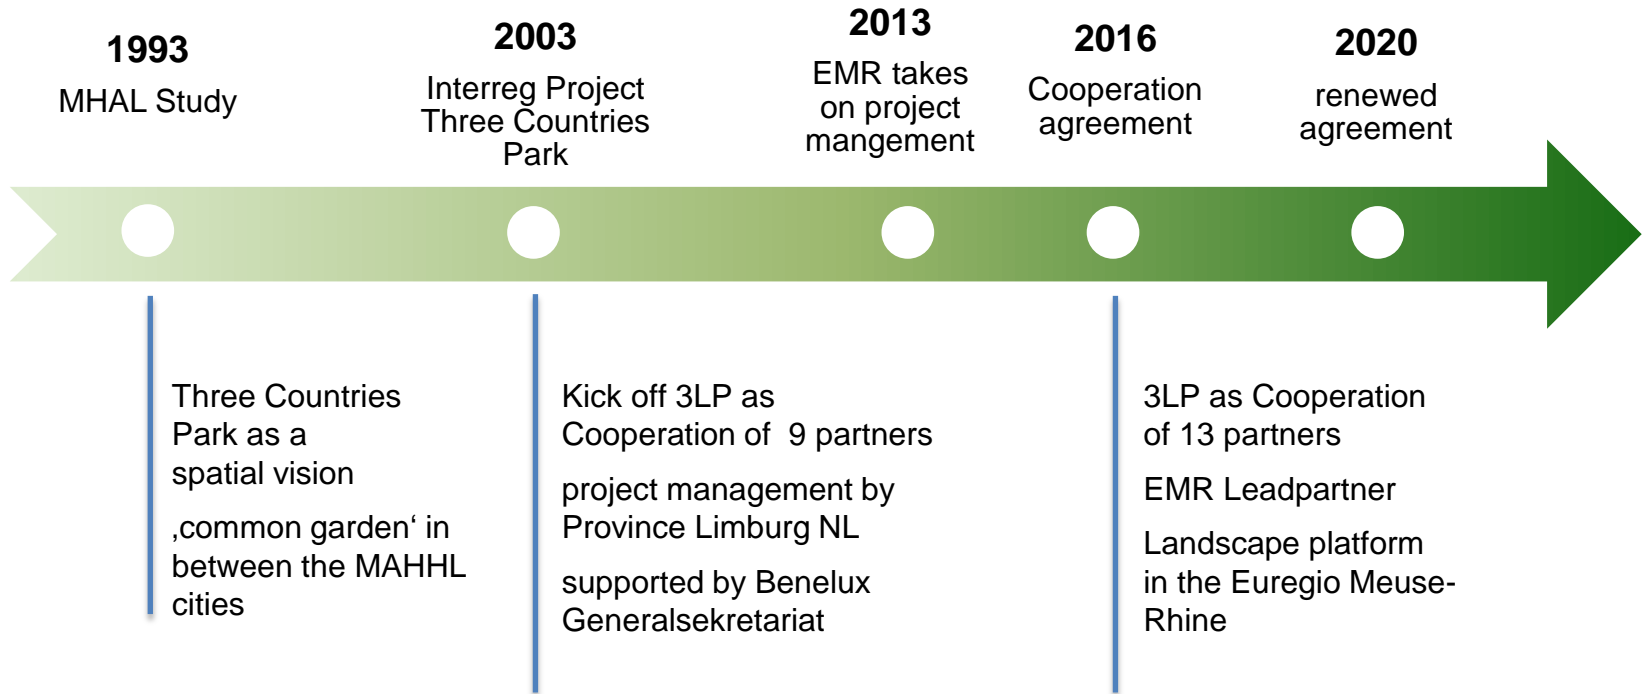 1993
MHAL Study
2003
Interreg Project
Three Countries
Park
2013
EMR takes
on project
mangement
2016
Cooperation
agreement
2020
renewed
agreement
Three Countries
Park as a
spatial vision
‚common garden‘ in
between the MAHHL
cities
Kick off 3LP as
Cooperation of  9 partners
project management by
Province Limburg NL
supported by Benelux
Generalsekretariat
3LP as Cooperation
of 13 partners
EMR Leadpartner
Landscape platform
in the Euregio Meuse-
Rhine